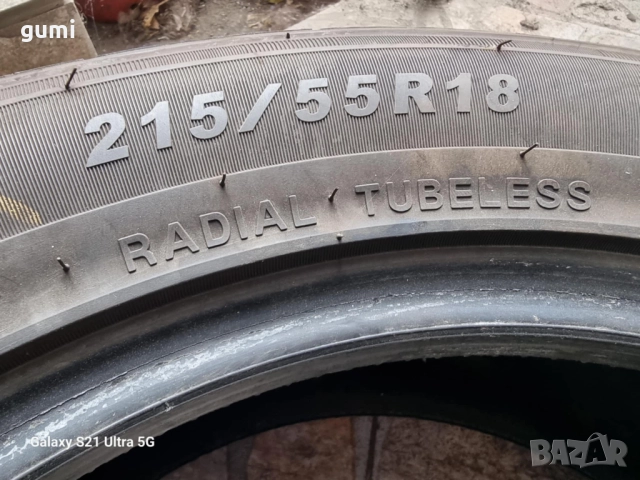 gumi
215/55R18
RADIAL TUBELESS
Galaxy S21 Ultra 5G
BAZAR